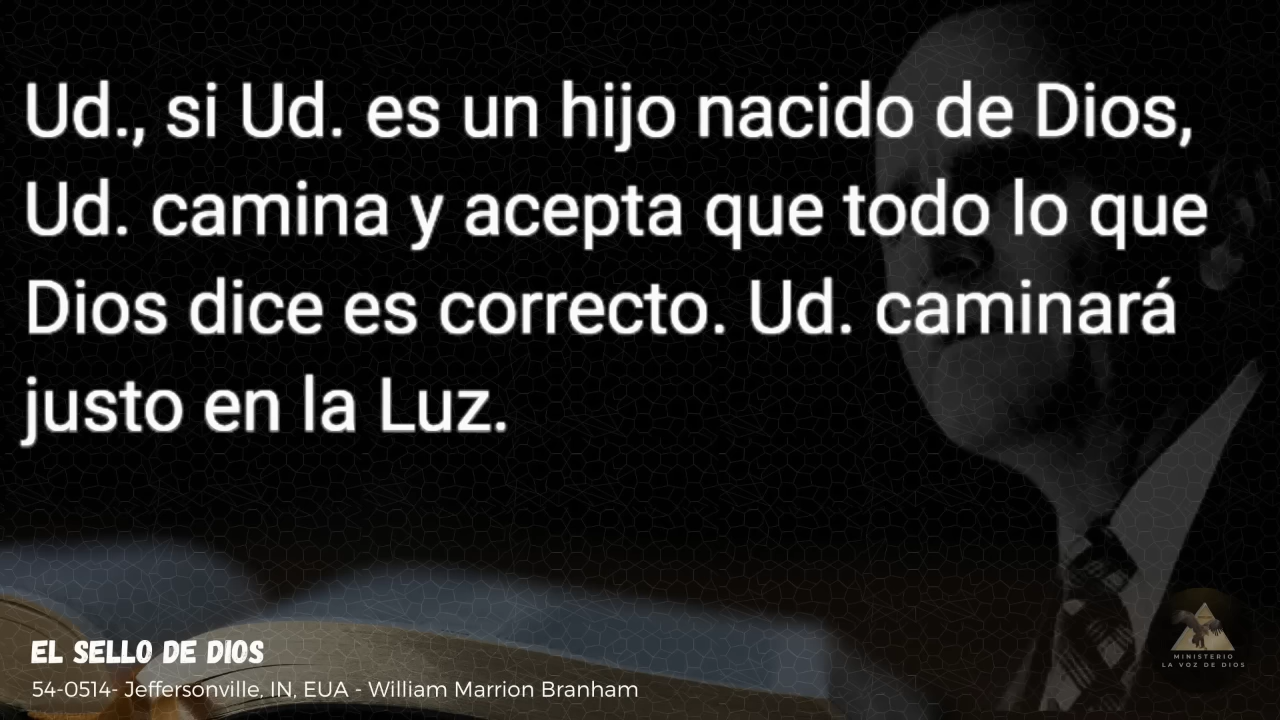 Ud., si Ud. es un hijo nacido de Dios,
Ud. camina y acepta que todo lo que
Dios dice es correcto. Ud. caminará
justo en la Luz.
EL SELLO DE DIOS
54-0514- Jeffersonville, IN, EUA - William Marrion Branham
MINISTERIO
LA VOZ DE DIOS